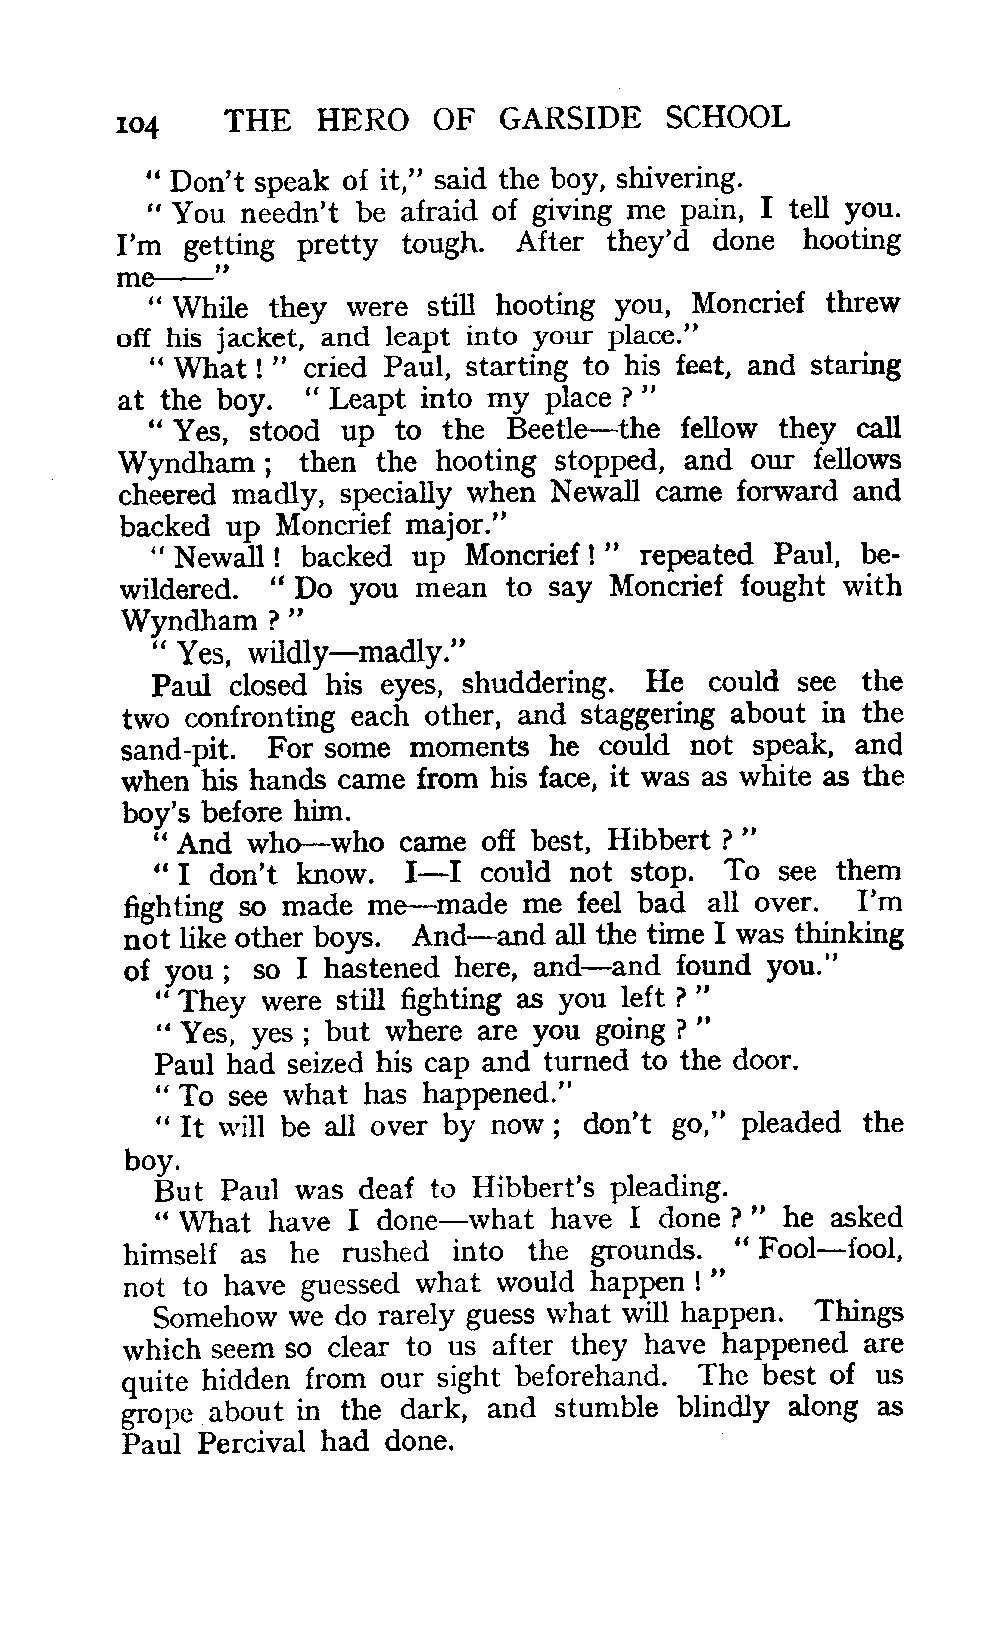 104 THE HERO OF GARSIDE SCHOOL
" Don't speak of it," said the boy, shivering.
" You needn't be afraid of giving me pain, I tell you.
I'm getting pretty tough. After they'd done hooting
me——"
" While they were still hooting you, Moncrief threw
off his jacket, and leapt into your place."
" What ! " cried Paul, starting to his feet, and staring
at the boy. " Leapt into my place ? "
" Yes, stood up to the Beetle—the fellow they call
Wyndham ; then the hooting stopped, and our fellows
cheered madly, specially when Newall came forward and
backed up Moncrief major."
" Newall ! backed up Moncrief ! " repeated Paul, be-
wildered. " Do you mean to say Moncrief fought with
Wyndham ? "
" Yes, wildly—madly."
Paul closed his eyes, shuddering. He could see the
two confronting each other, and staggering about in the
sand-pit. For some moments he could not speak, and
when his hands came from his face, it was as white as the
boy's before him.
" And who—who came off best, Hibbert ? "
" I don't know. I—I could not stop. To see them
fighting so made me—made me feel bad all over. I'm
not like other boys. And—and all the time I was thinking
of you ; so I hastened here, and—and found you."
" They were still fighting as you left ? "
" Yes, yes ; but where are you going ? "
Paul had seized his cap and turned to the door.
" To see what has happened."
" It will be all over by now ; don't go," pleaded the
boy.
But Paul was deaf to Hibbert's pleading.
" What have I done—what have I done ? " he asked
himself as he rushed into the grounds. " Fool—fool,
not to have guessed what would happen ! "
Somehow we do rarely guess what will happen. Things
which seem so clear to us after they have happened are
quite hidden from our sight beforehand. The best of us
grope about in the dark, and stumble blindly along as
Paul Percival had done.